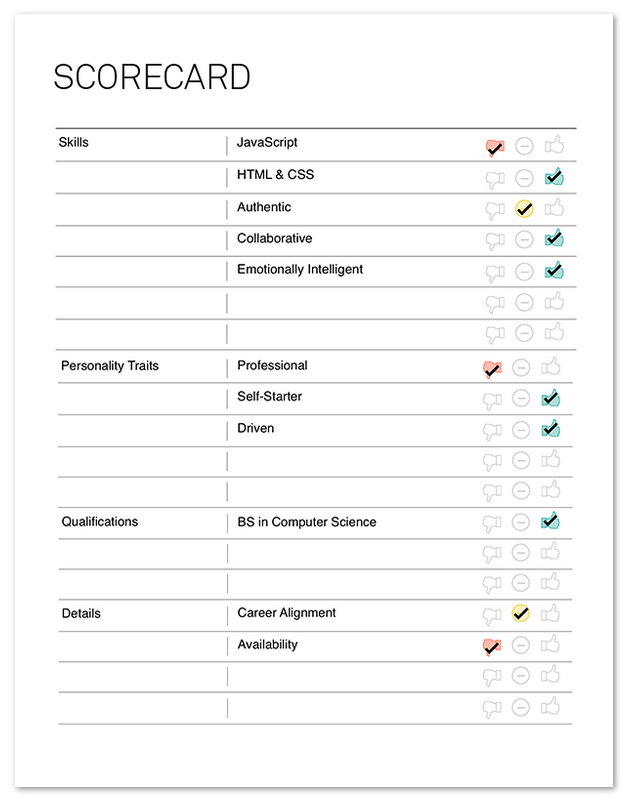 SCORECARD
Skills JavaScript
HTML & CSS
Authentic
Collaborative
Emotionally Intelligent
Personality Traits Professional
Self-Starter
Driven
Qualifications BS in Computer Science
Details Career Alignment
Availability